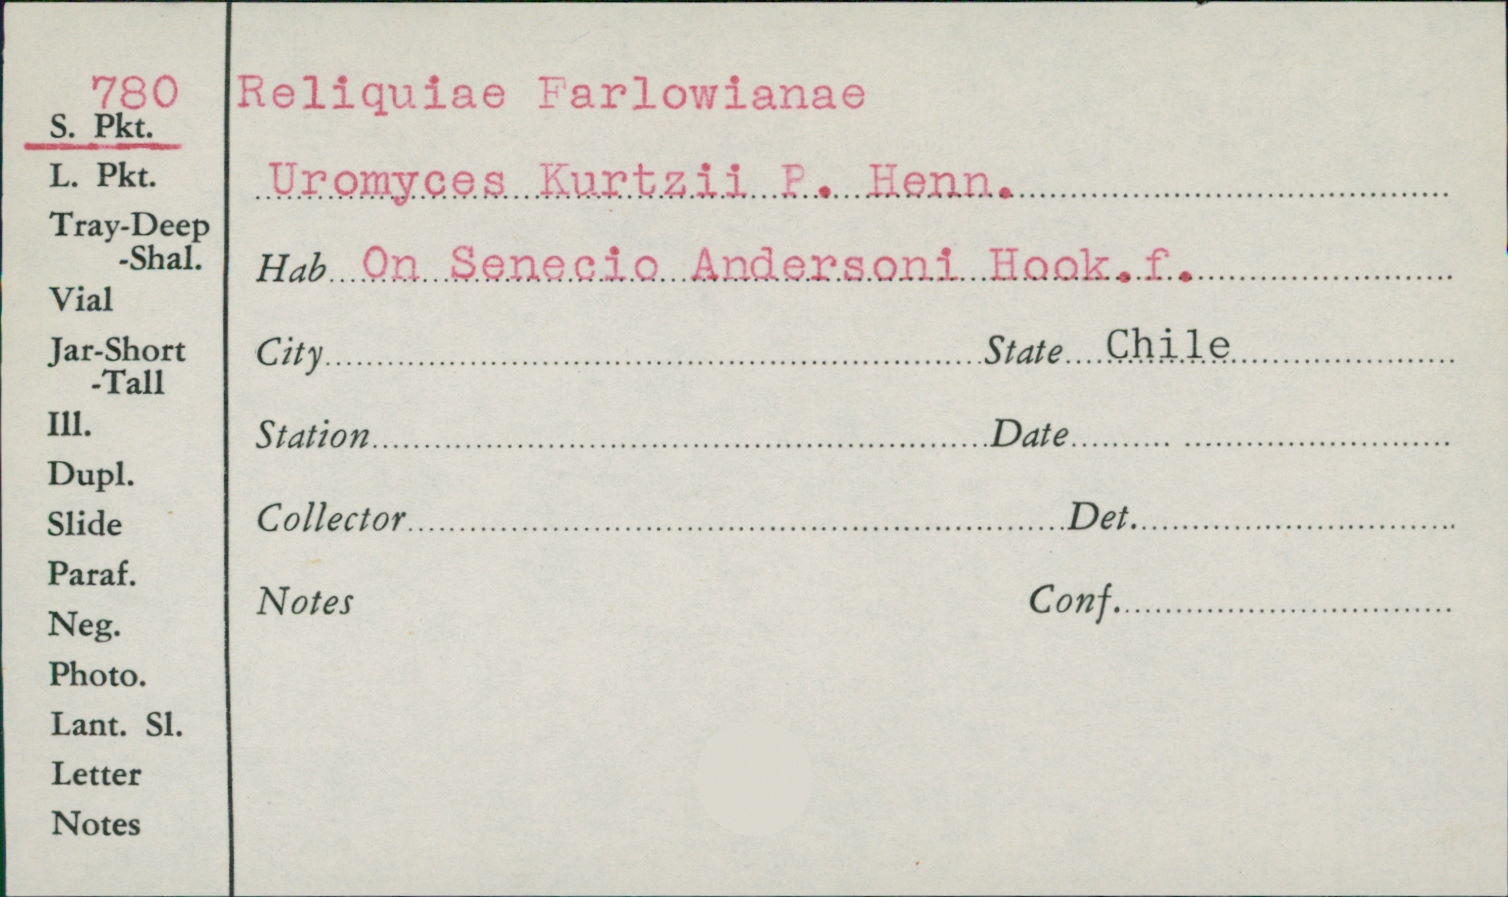 780 Reliquiae Farlowianae
S. Pkt.
L. Pkt.
Tray-Deep
-Shal.
Vial
Jar-Short
-Tall
Ill.
Dupl.
Slide
Paraf.
Neg.
Photo.
Lant. Sl.
Letter
Notes
Uromyces Kurtzii P. Henn.
Hab On Senecio Andersoni Hook.f.
City State Chile
Station Date
Collector Det.
Notes Conf.